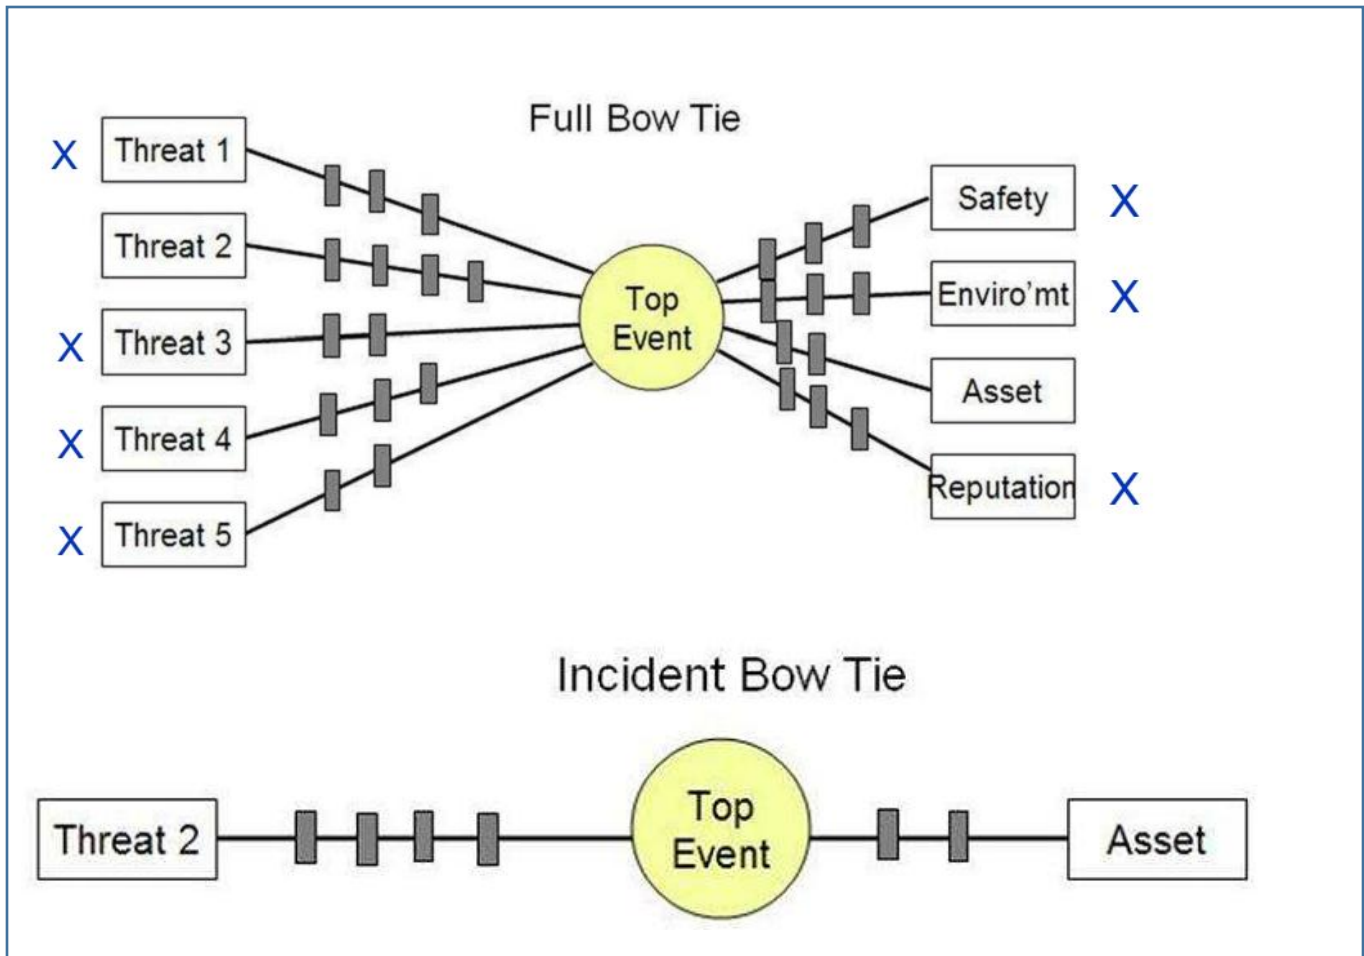 Full Bow Tie
X
Threat 1
Threat 2
X
Threat 3
X
Threat 4
X
Threat 5
Top
Event
Safety
X
Enviro'mt
X
Asset
Reputation
X
Incident Bow Tie
Threat 2
Top
Event
Asset